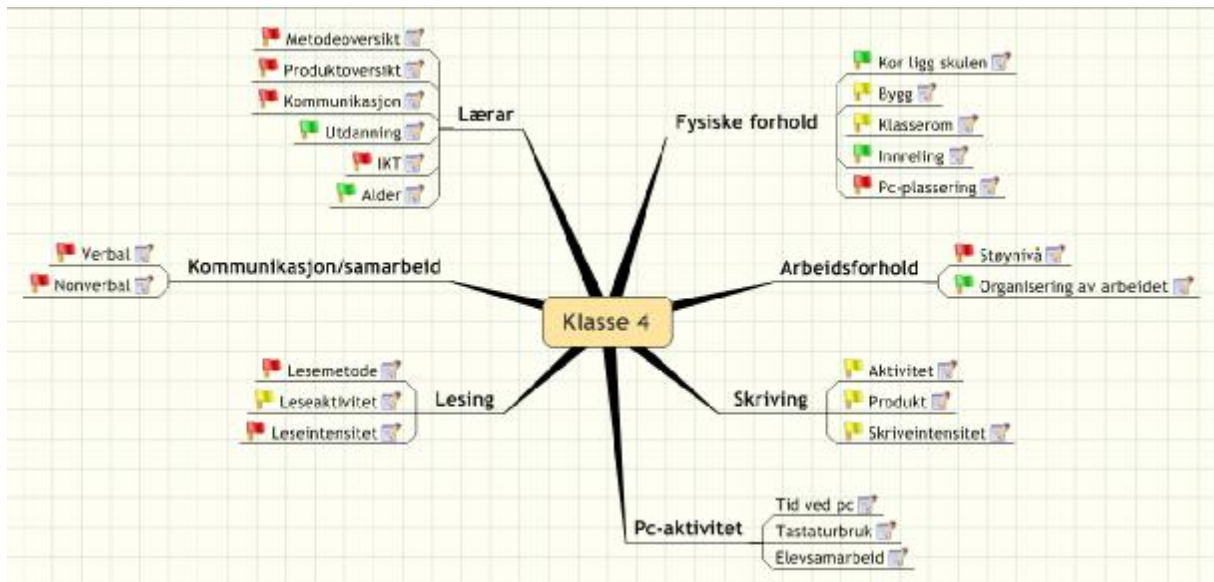 Metodeoversikt
Produktoversikt
Kommunikasjon
Utdanning
IKT
Alder
Lærar
Kor ligg skulen
Bygg
Klasserom
Innreiing
Pc-plassering
Fysiske forhold
Verbal
Nonverbal
Kommunikasjon/samarbeid
Støynivå
Organisering av arbeidet
Arbeidsforhold
Klasse 4
Lesemetode
Leseaktivitet
Leseintensitet
Lesing
Aktivitet
Produkt
Skriveintensitet
Skriving
Tid ved pc
Tastaturbruk
Elevsamarbeid
Pc-aktivitet